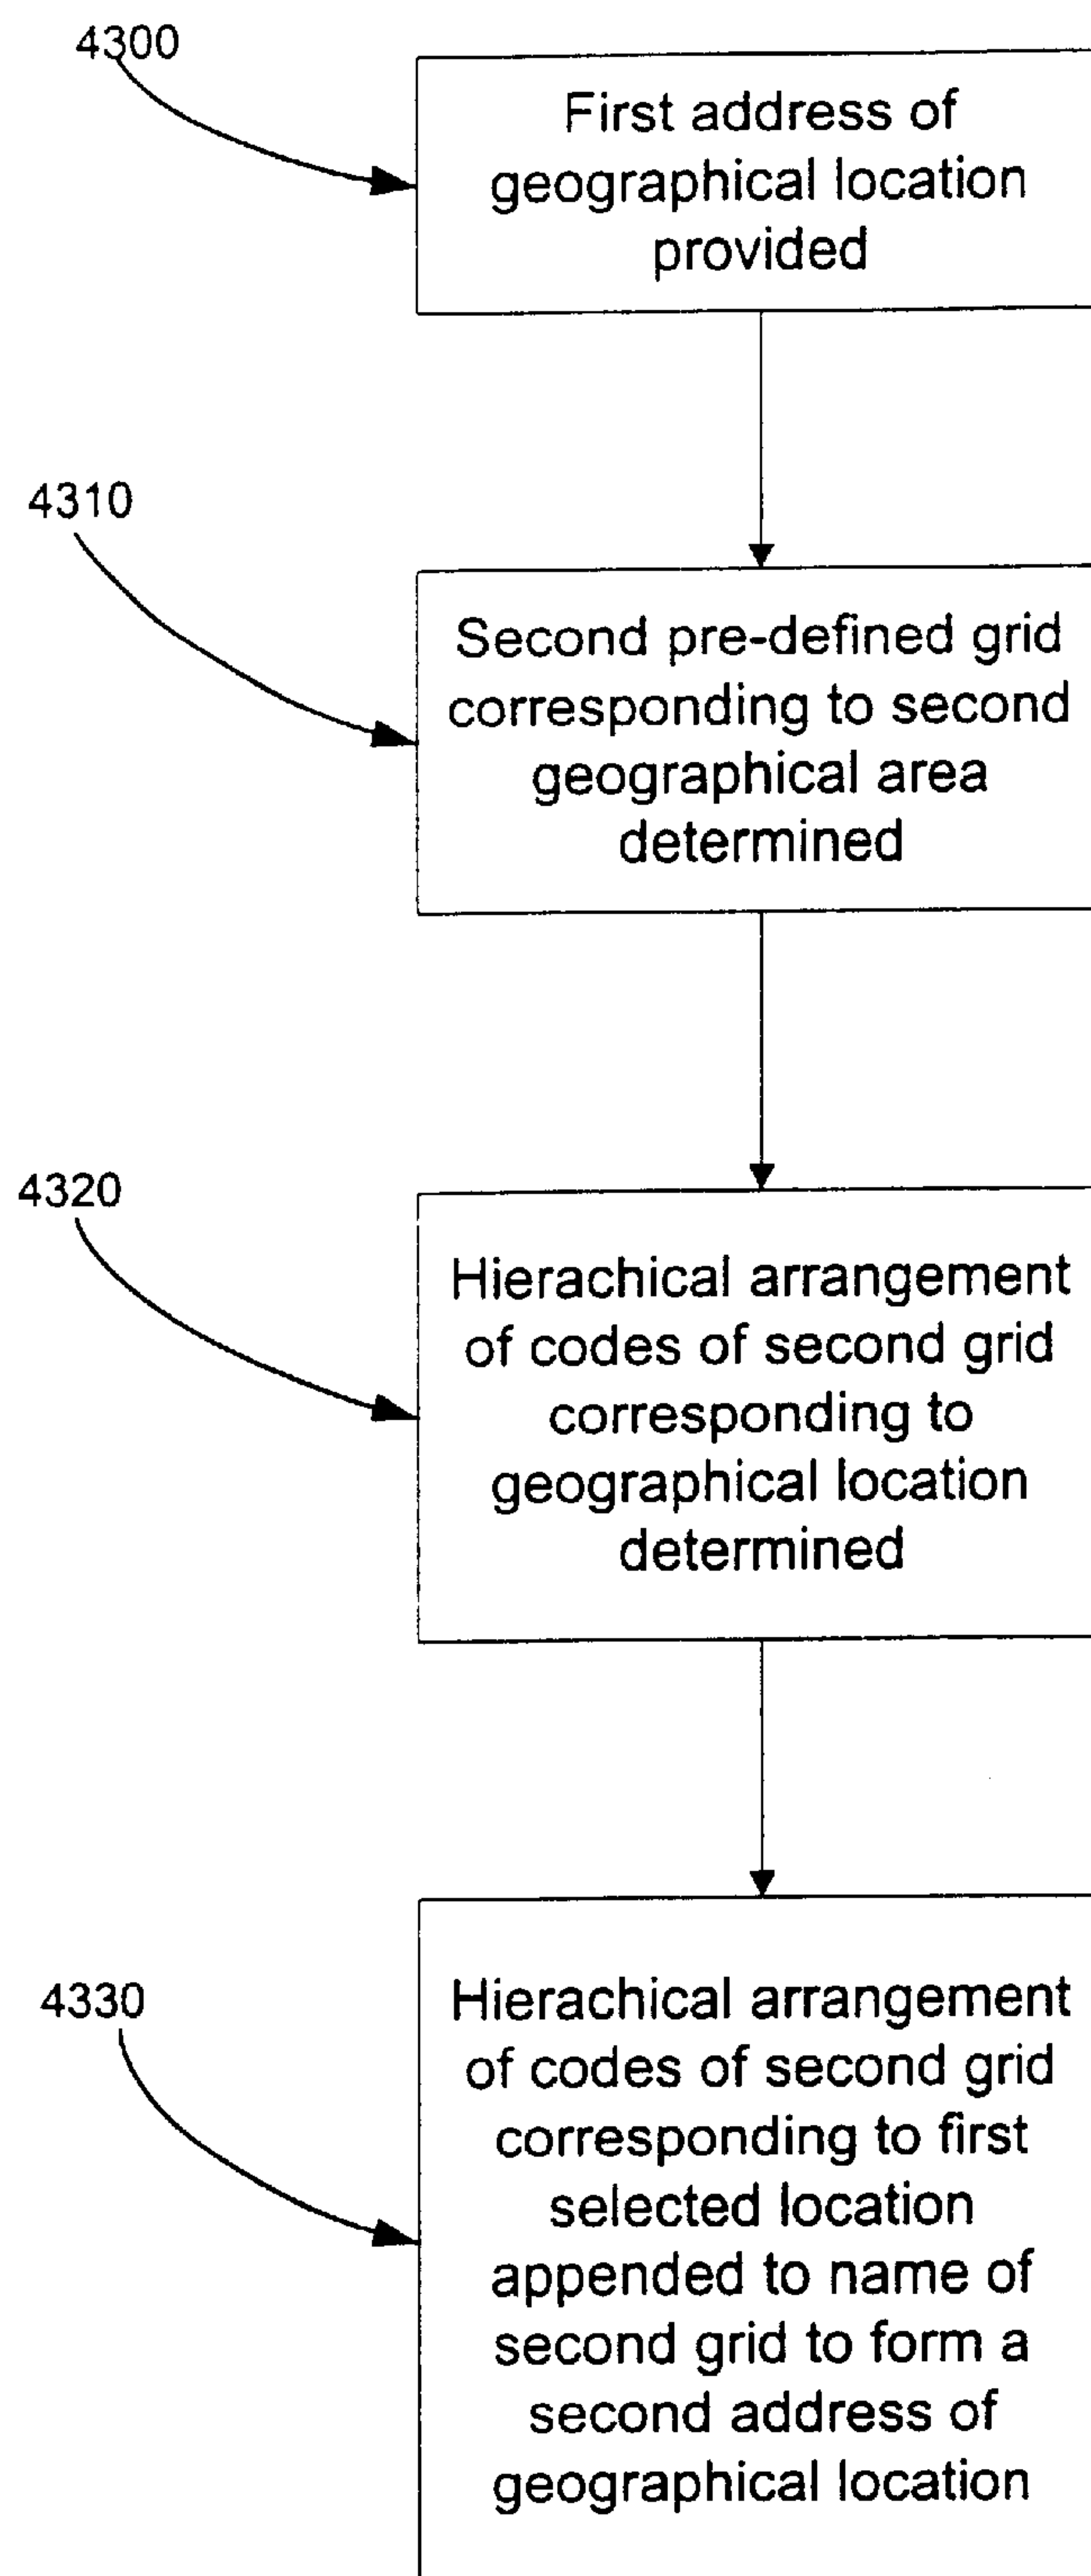 4300
First address of
geographical location
provided
4310
Second pre-defined grid
corresponding to second
geographical area
determined
4320
Hierachical arrangement
of codes of second grid
corresponding to
geographical location
determined
4330
Hierachical arrangement
of codes of second grid
corresponding to first
selected location
appended to name of
second grid to form a
second address of
geographical location